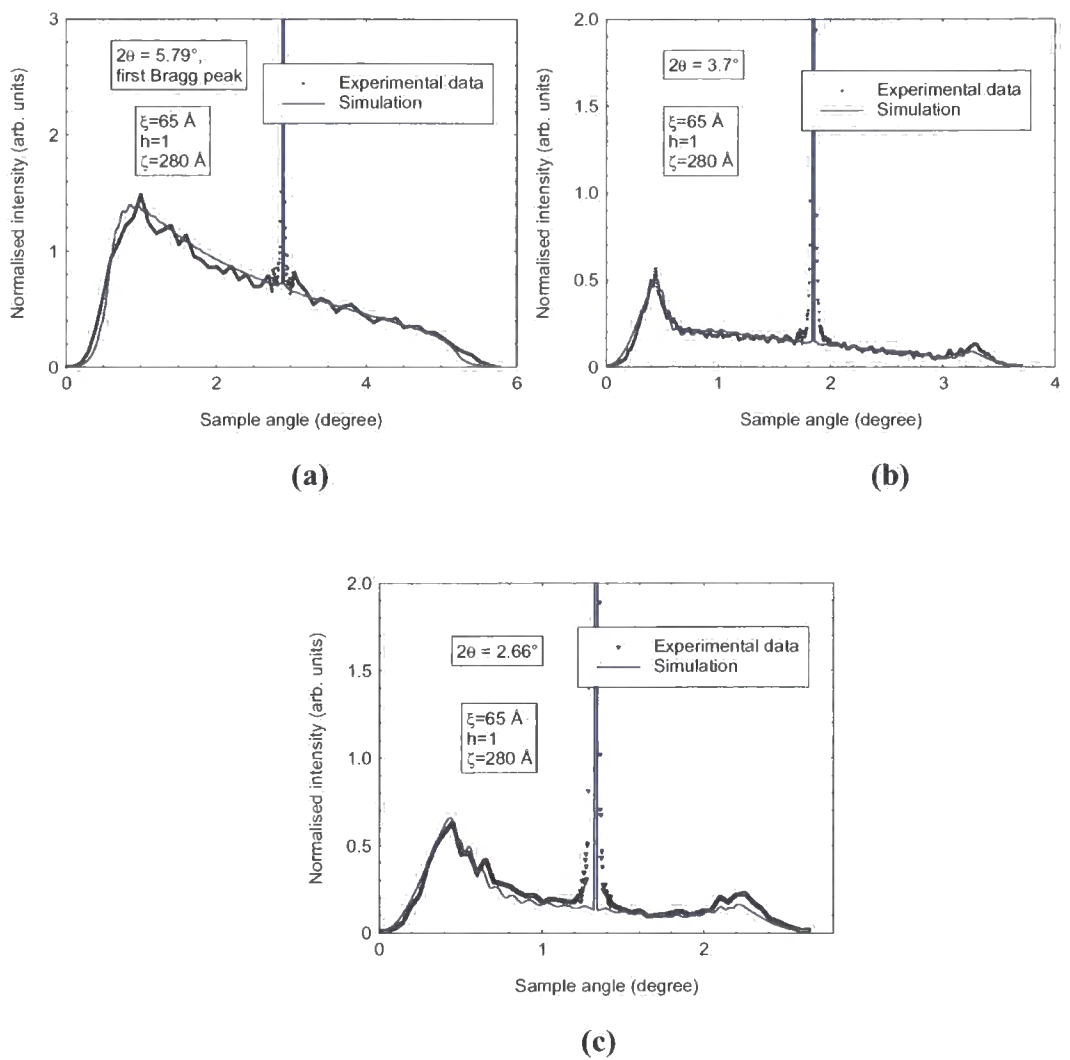 3
2
1
0
0
2
4
6
Normalised intensity (arb. units)
2θ = 5.79°,
first Bragg peak
Experimental data
Simulation
ξ=65 Å
h=1
ζ=280 Å
Sample angle (degree)
(a)
2.0
1.5
1.0
0.5
0
0
1
2
3
4
Normalised intensity (arb. units)
2θ = 3.7°
Experimental data
Simulation
ξ=65 Å
h=1
ζ=280 Å
Sample angle (degree)
(b)
2.0
1.5
1.0
0.5
0
0
1
2
Normalised intensity (arb. units)
2θ = 2.66°
Experimental data
Simulation
ξ=65 Å
h=1
ζ=280 Å
Sample angle (degree)
(c)